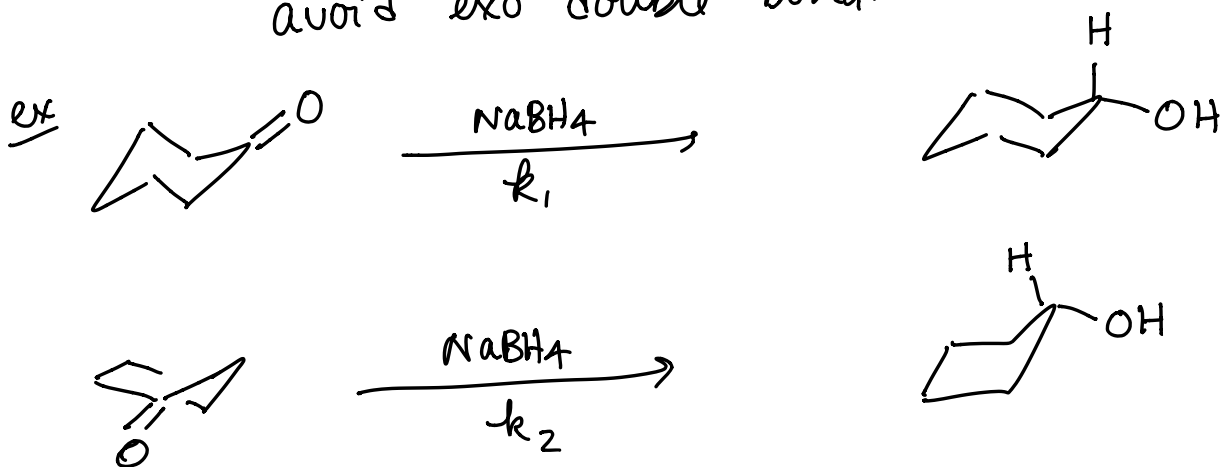 avoid exo double bond
ex O NaBH4 H
k1 OH
H
NaBH4 OH
O k2